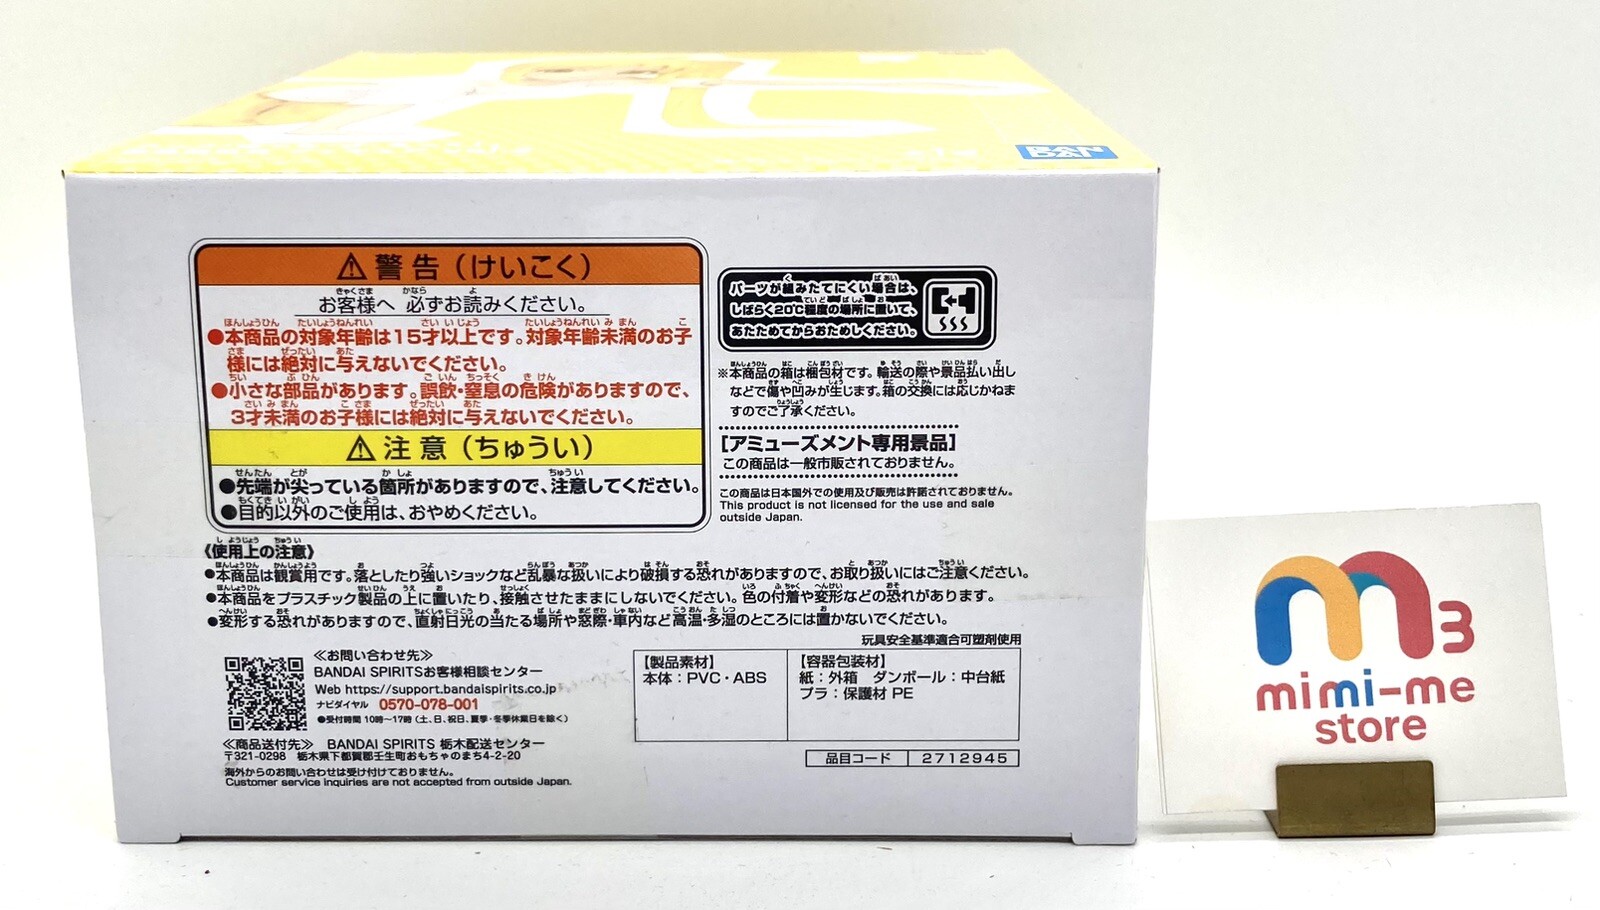 BAN
DAI
⚠警告(けいこく)
お客様へ 必ずお読みください。
●本商品の対象年齢は15才以上です。対象年齢未満のお子
様には絶対に与えないでください。
●小さな部品があります。誤飲・窒息の危険がありますので、
3才未満のお子様には絶対に与えないでください。
⚠注意(ちゅうい)
●先端が尖っている箇所がありますので、注意してください。
●目的以外のご使用は、おやめください。
パーツが組みたてにくい場合は、
しばらく20℃程度の場所に置いて、
あたためてからおためしください。
※本商品の箱は梱包材です。輸送の際や景品払い出し
などで傷や凹みが生じます。箱の交換には応じかねま
すのでご了承ください。
[アミューズメント専用景品]
この商品は一般市販されておりません。
この商品は日本国外での使用及び販売は許諾されておりません。
This product is not licensed for the use and sale
outside Japan.
《使用上の注意》
●本商品は観賞用です。落としたり強いショックなど乱暴な扱いにより破損する恐れがありますので、お取り扱いにはご注意ください。
●本商品をプラスチック製品の上に置いたり、接触させたままにしないでください。色の付着や変形などの恐れがあります。
●変形する恐れがありますので、直射日光の当たる場所や窓際・車内など高温・多湿のところには置かないでください。
玩具安全基準適合可塑剤使用
≪お問い合わせ先≫
BANDAI SPIRITSお客様相談センター
Web https://support.bandaispirits.co.jp
ナビダイヤル 0570-078-001
●受付時間 10時〜17時(土、日、祝日、夏季・冬季休業日を除く)
≪商品送付先≫ BANDAI SPIRITS 栃木配送センター
〒321-0298 栃木県下都賀郡壬生町おもちゃのまち4-2-20
海外からのお問い合わせは受け付けておりません。
Customer service inquiries are not accepted from outside Japan.
【製品素材】
本体:PVC・ABS
【容器包装材】
紙:外箱 ダンボール:中台紙
プラ:保護材 PE
品目コード 2712945
m3
mimi-me
store